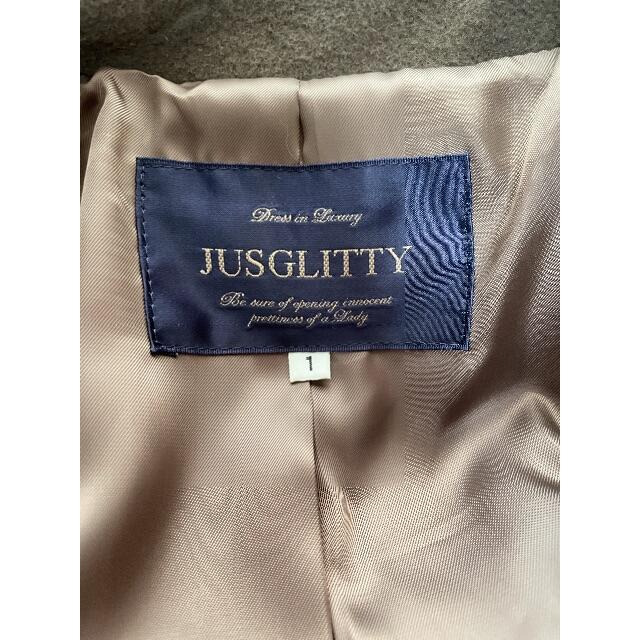 Dress in Luxury
JUSGLITTY
Be sure of opening innocent
prettiness of a Lady
1